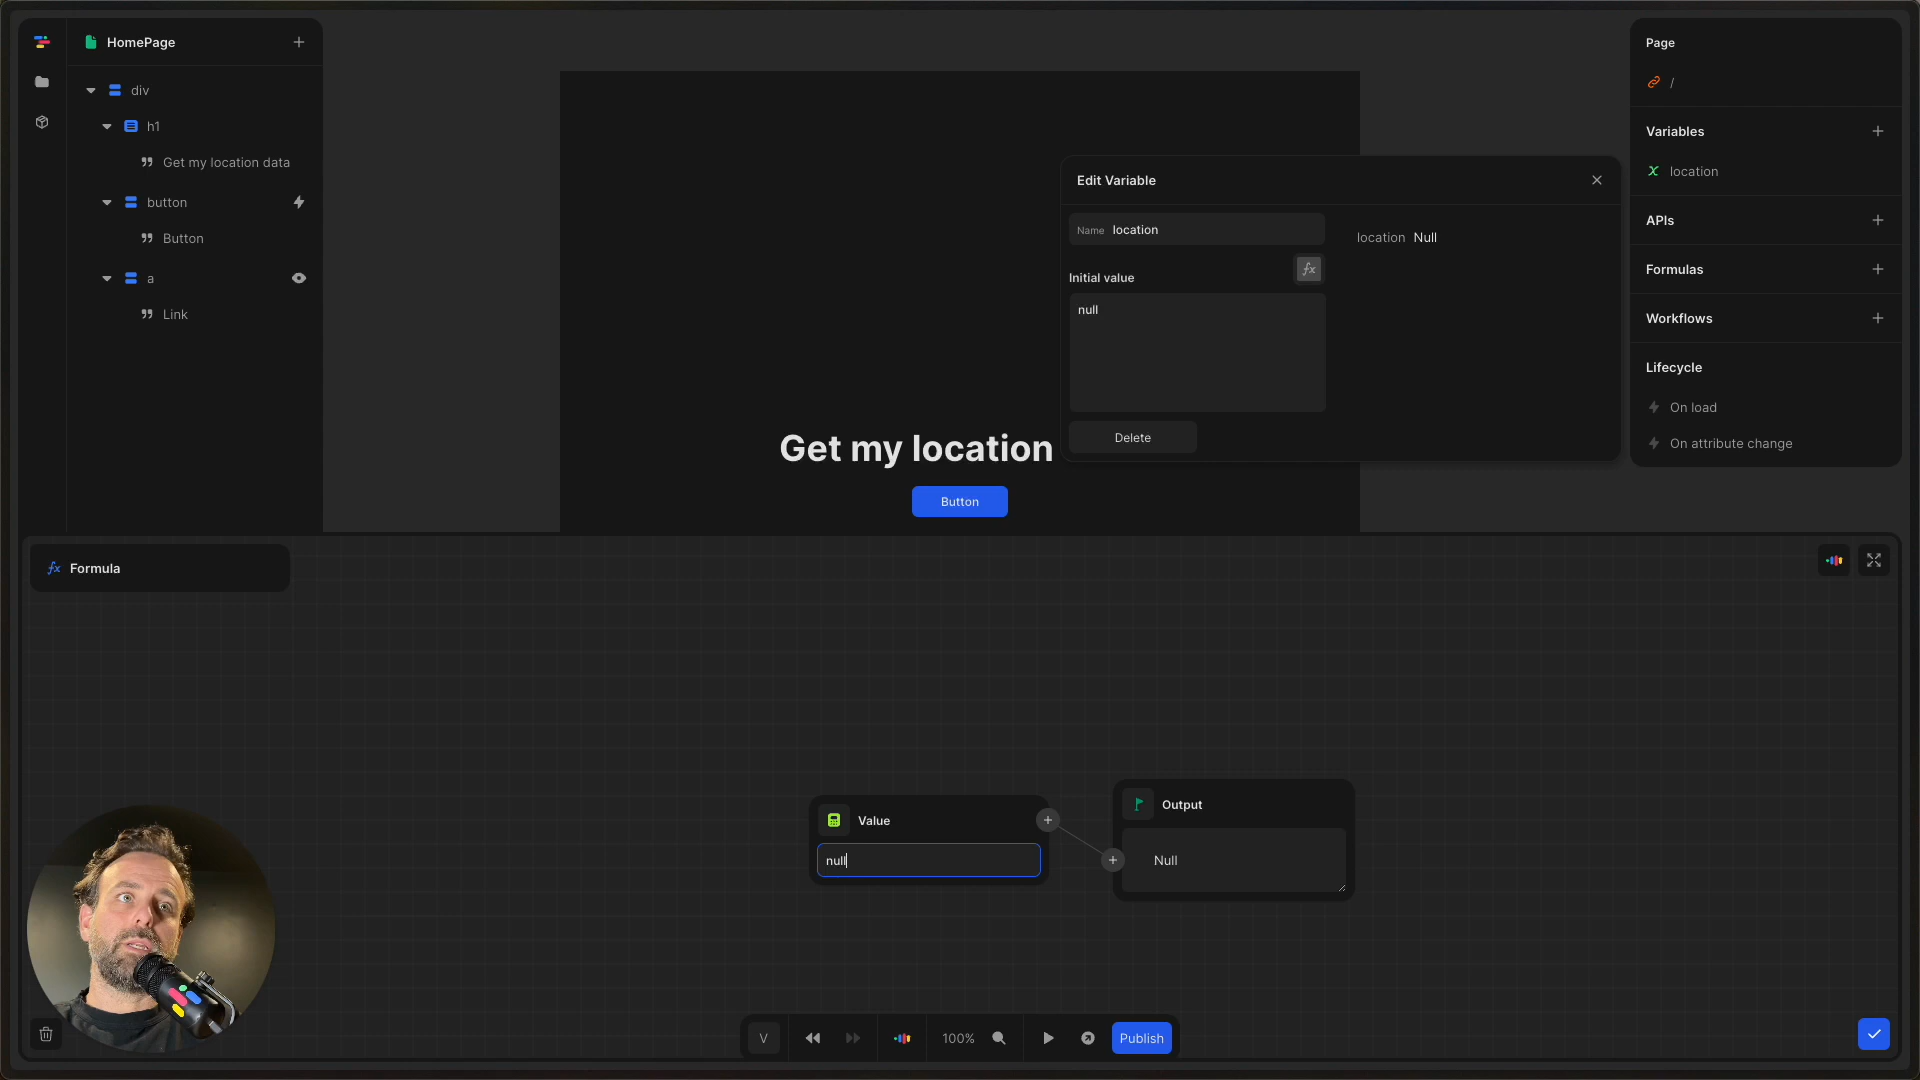 HomePage
div
h1
Get my location data
button
Button
a
Link
Get my location
Button
Edit Variable
Name location
location Null
Initial value
fx
null
Delete
Page
/
Variables
location
APIs
Formulas
Workflows
Lifecycle
On load
On attribute change
fx Formula
Value
null
Output
Null
V
100%
Publish